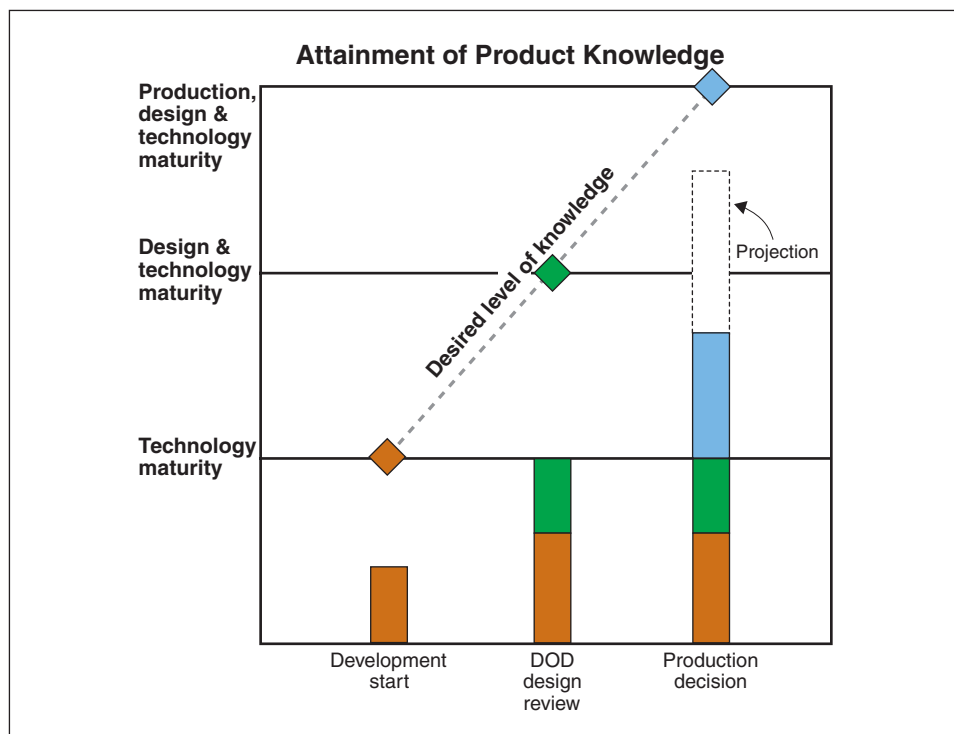 Attainment of Product Knowledge
Production,
design &
technology
maturity
Design &
technology
maturity
Technology
maturity
Desired level of knowledge
Projection
Development
start
DOD
design
review
Production
decision